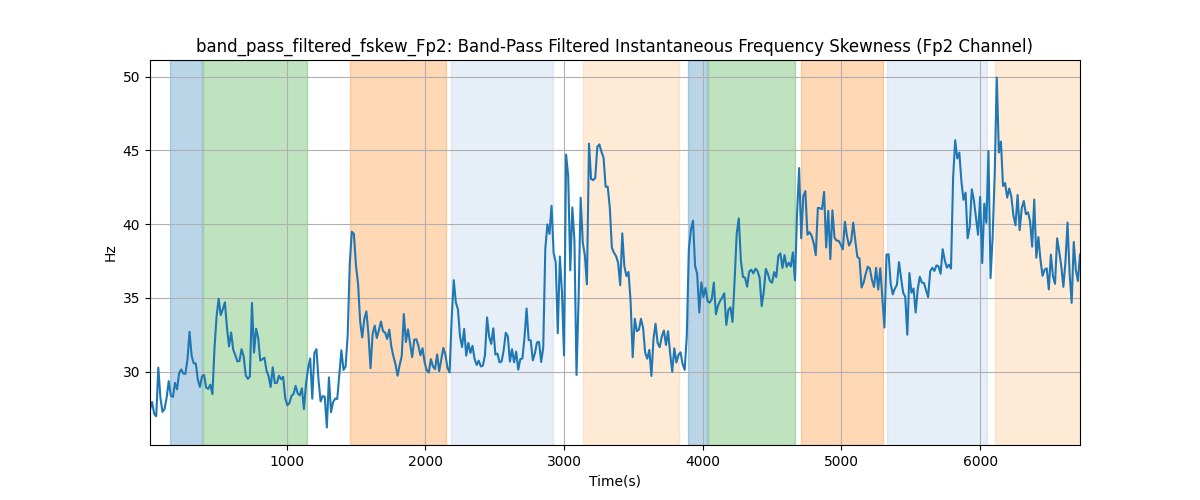 band_pass_filtered_fskew_Fp2: Band-Pass Filtered Instantaneous Frequency Skewness (Fp2 Channel)
50
45
40
35
30
Hz
1000 2000 3000 4000 5000 6000
Time(s)